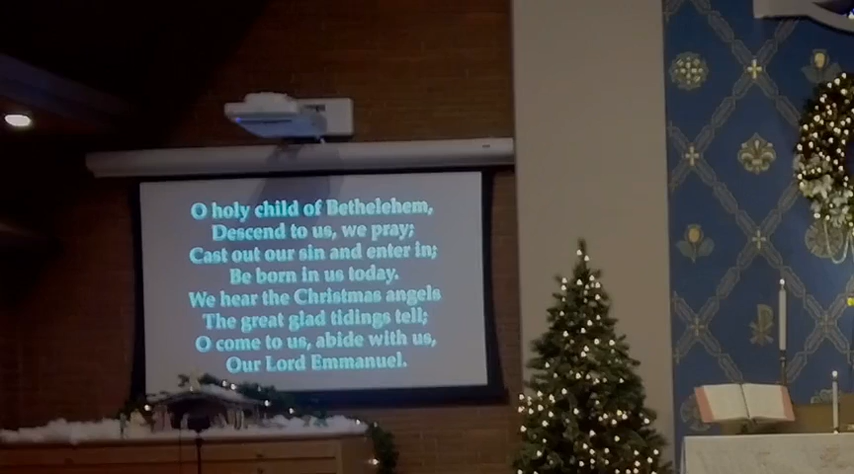 O holy child of Bethelehem,
Descend to us, we pray;
Cast out our sin and enter in;
Be born in us today.
We hear the Christmas angels
The great glad tidings tell;
O come to us, abide with us,
Our Lord Emmanuel.